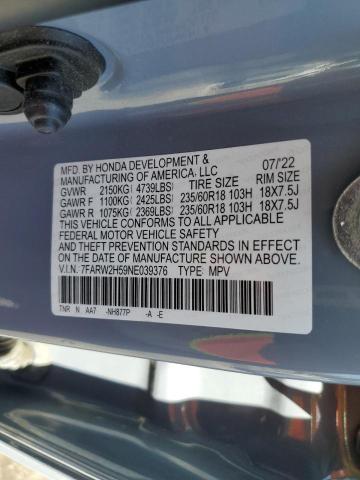 MFD. BY HONDA DEVELOPMENT & 07/'22
MANUFACTURING OF AMERICA, LLC
GVWR 2150KG( 4739LBS) TIRE SIZE RIM SIZE
GAWR F 1100KG( 2425LBS) 235/60R18 103H 18X7.5J
GAWR R 1075KG( 2369LBS) 235/60R18 103H 18X7.5J
THIS VEHICLE CONFORMS TO ALL APPLICABLE
FEDERAL MOTOR VEHICLE SAFETY
AND THEFT PREVENTION STANDARDS IN EFFECT
ON THE DATE OF MANUFACTURE SHOWN ABOVE.
V.I.N.: 7FARW2H59NE039376 TYPE: MPV
TNR N AA7 -NH877P -A -E